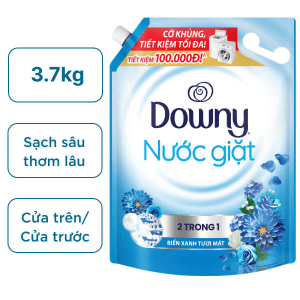 CỠ KHỦNG,
TIẾT KIỆM TỐI ĐA!
TIẾT KIỆM 100.000Đ!
3.7kg
Sạch sâu
thơm lâu
Cửa trên/
Cửa trước
Downy
Nước giặt
2 TRONG 1
BIỂN XANH TƯƠI MÁT